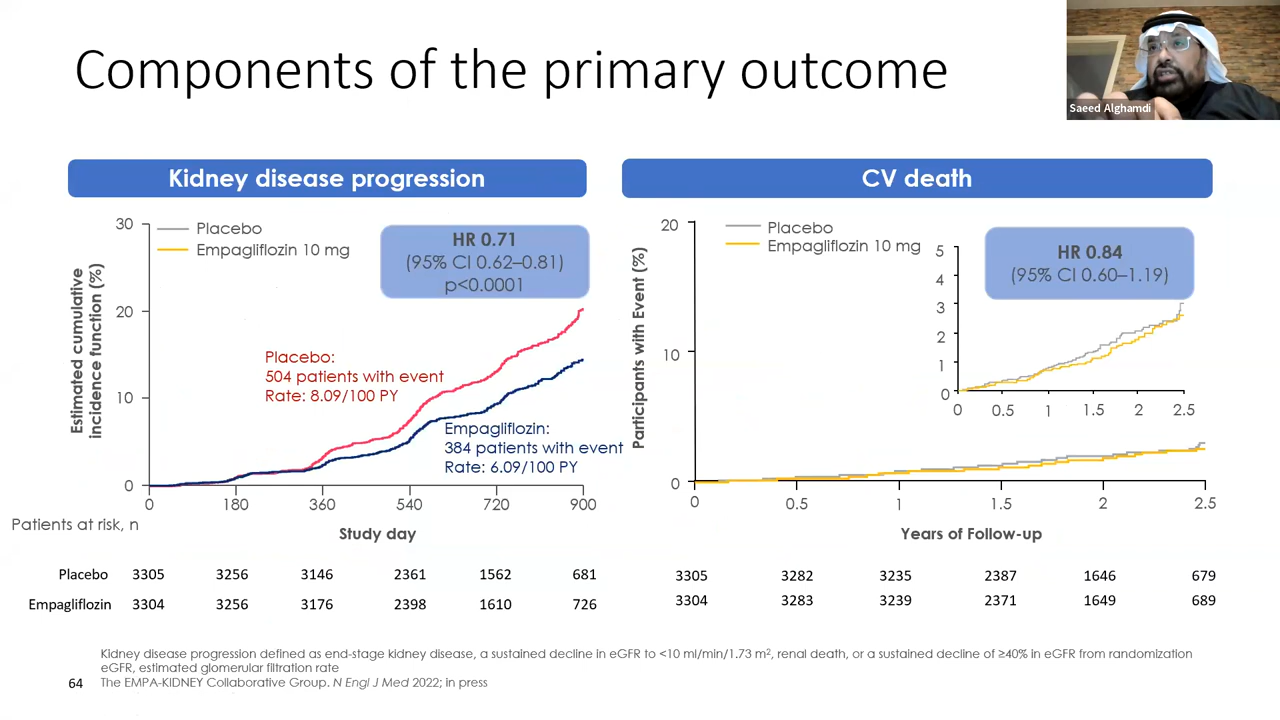 Components of the primary outcome
Saeed Alghamdi
Kidney disease progression
30
20
10
0
Estimated cumulative
incidence function (%)
Placebo
Empagliflozin 10 mg
HR 0.71
(95% CI 0.62–0.81)
p<0.0001
Placebo:
504 patients with event
Rate: 8.09/100 PY
Empagliflozin:
384 patients with event
Rate: 6.09/100 PY
0 180 360 540 720 900
Study day
Patients at risk, n
Placebo 3305 3256 3146 2361 1562 681
Empagliflozin 3304 3256 3176 2398 1610 726
CV death
20
10
0
Participants with Event (%)
Placebo
Empagliflozin 10 mg
HR 0.84
(95% CI 0.60–1.19)
5
4
3
2
1
0
0 0.5 1 1.5 2 2.5
0 0.5 1 1.5 2 2.5
Years of Follow-up
3305 3282 3235 2387 1646 679
3304 3283 3239 2371 1649 689
Kidney disease progression defined as end-stage kidney disease, a sustained decline in eGFR to <10 ml/min/1.73 m², renal death, or a sustained decline of ≥40% in eGFR from randomization
eGFR, estimated glomerular filtration rate
64 The EMPA-KIDNEY Collaborative Group. N Engl J Med 2022; in press